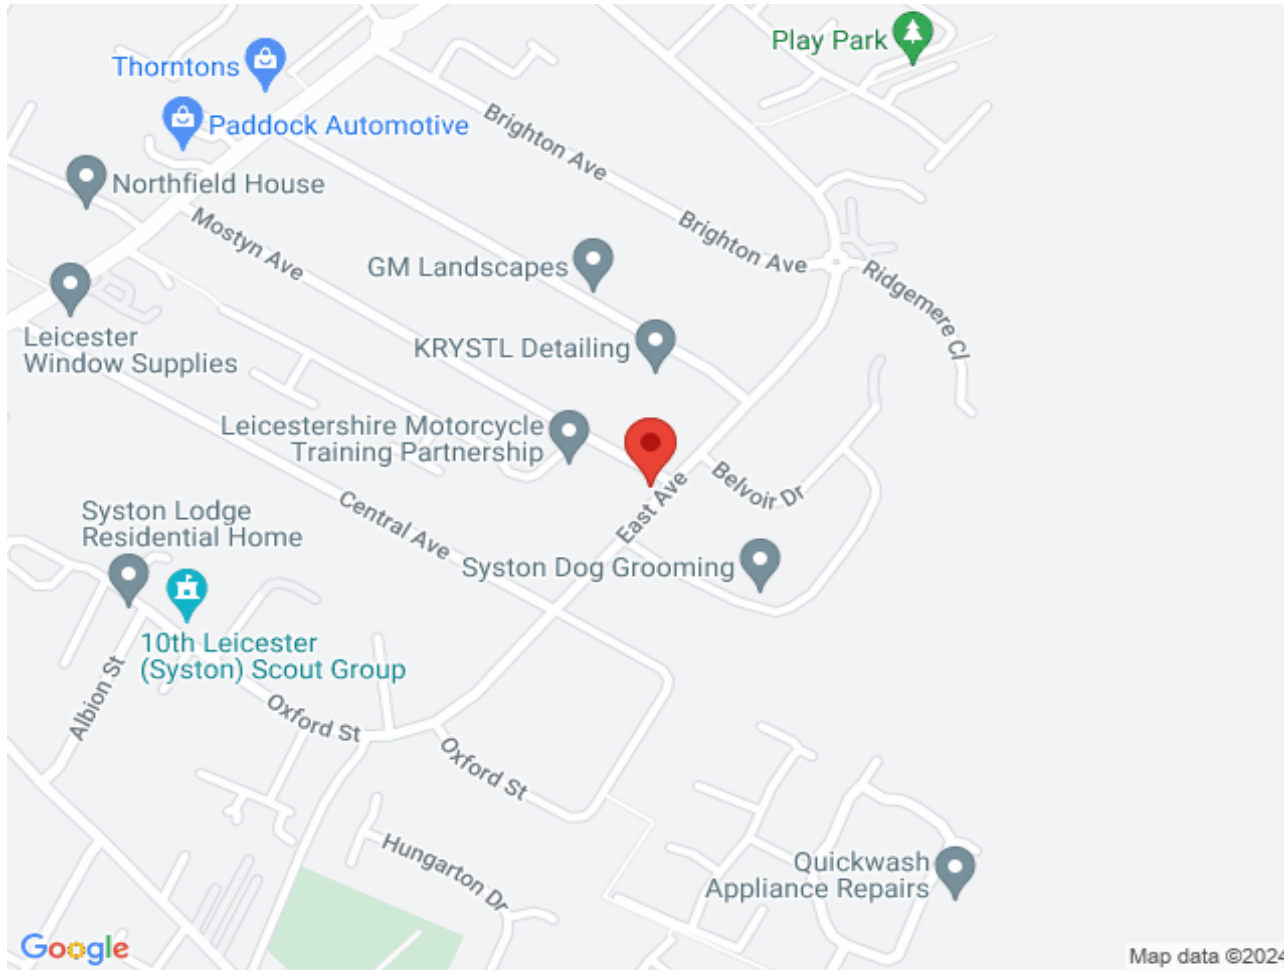 Play Park
Thorntons
Paddock Automotive
Brighton Ave
Northfield House
Mostyn Ave
Brighton Ave
GM Landscapes
Ridgemere Cl
Leicester
Window Supplies
KRYSTL Detailing
Leicestershire Motorcycle
Training Partnership
Belvoir Dr
East Ave
Central Ave
Syston Lodge
Residential Home
Syston Dog Grooming
10th Leicester
(Syston) Scout Group
Albion St
Oxford St
Oxford St
Hungarton Dr
Quickwash
Appliance Repairs
Google
Map data ©2024